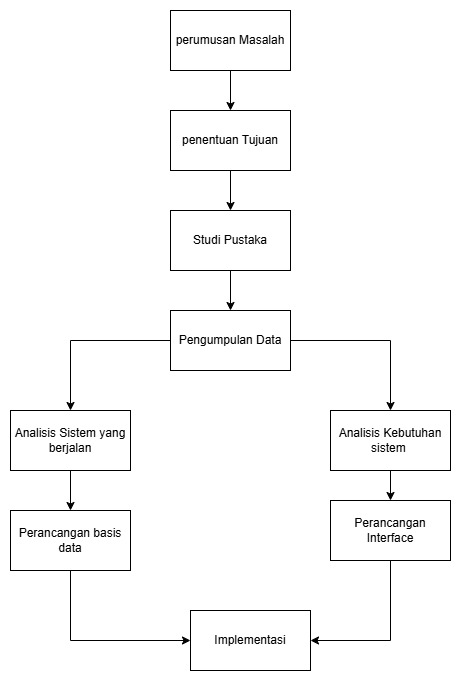 perumusan Masalah
penentuan Tujuan
Studi Pustaka
Pengumpulan Data
Analisis Sistem yang
berjalan
Analisis Kebutuhan
sistem
Perancangan basis
data
Perancangan
Interface
Implementasi